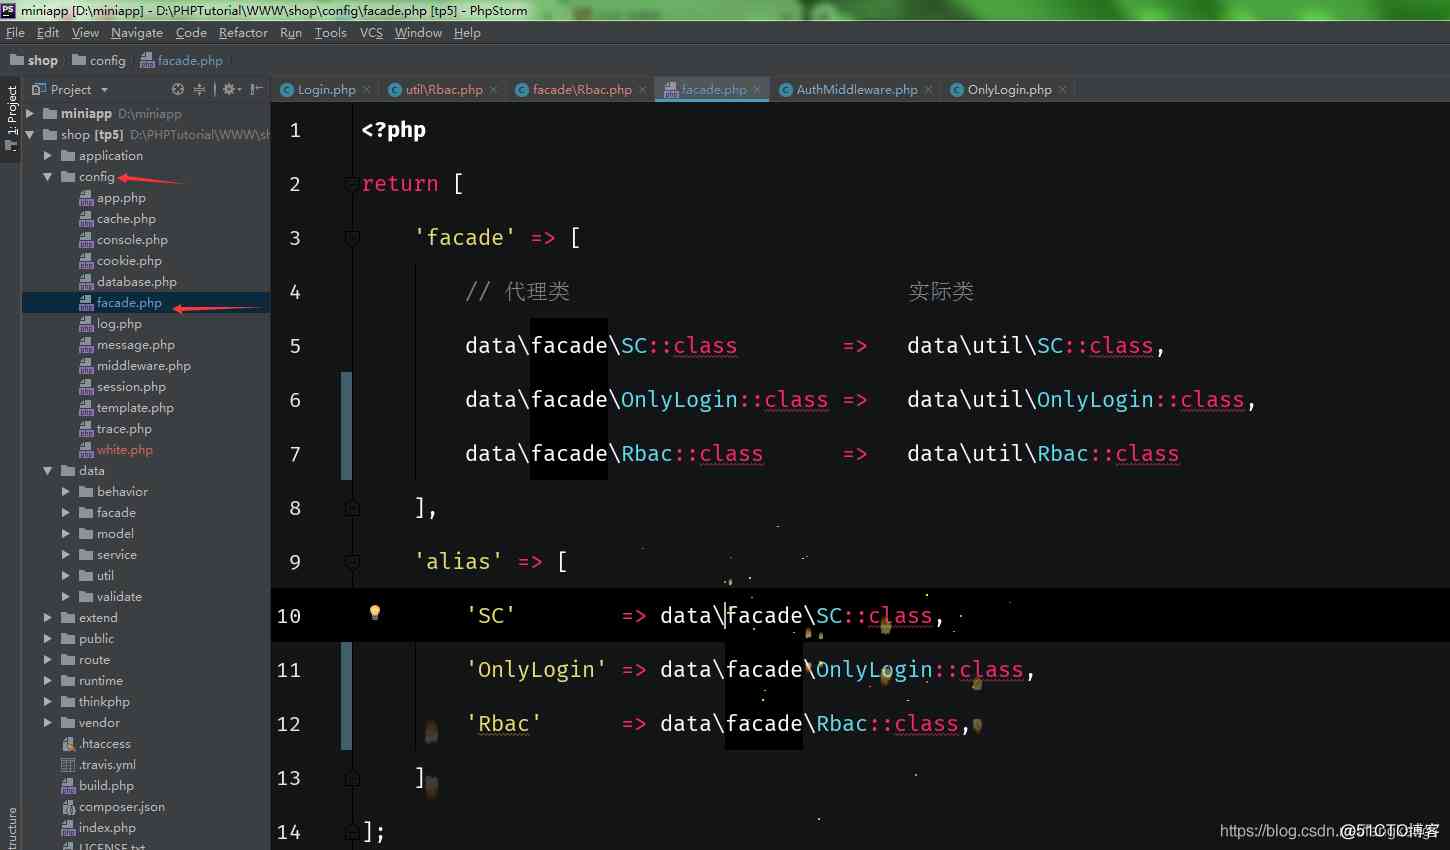 PS miniapp [D:\miniapp] - D:\PHPTutorial\WWW\shop\config\facade.php [tp5] - PhpStorm
File Edit View Navigate Code Refactor Run Tools VCS Window Help
shop config facade.php
1: Project
Project
Login.php util\Rbac.php facade\Rbac.php facade.php AuthMiddleware.php OnlyLogin.php
miniapp D:\miniapp
shop [tp5] D:\PHPTutorial\WWW\sh
application
config
app.php
cache.php
console.php
cookie.php
database.php
facade.php
log.php
message.php
middleware.php
session.php
template.php
trace.php
white.php
data
behavior
facade
model
service
util
validate
extend
public
route
runtime
thinkphp
vendor
.htaccess
.travis.yml
build.php
composer.json
index.php
LICENSE.txt
ructure
1 <?php
2 return [
3 'facade' => [
4 // 代理类 实际类
5 data\facade\SC::class => data\util\SC::class,
6 data\facade\OnlyLogin::class => data\util\OnlyLogin::class,
7 data\facade\Rbac::class => data\util\Rbac::class
8 ],
9 'alias' => [
10 'SC' => data\facade\SC::class,
11 'OnlyLogin' => data\facade\OnlyLogin::class,
12 'Rbac' => data\facade\Rbac::class,
13 ]
14 ];
https://blog.csdn.n
@51CTO博客